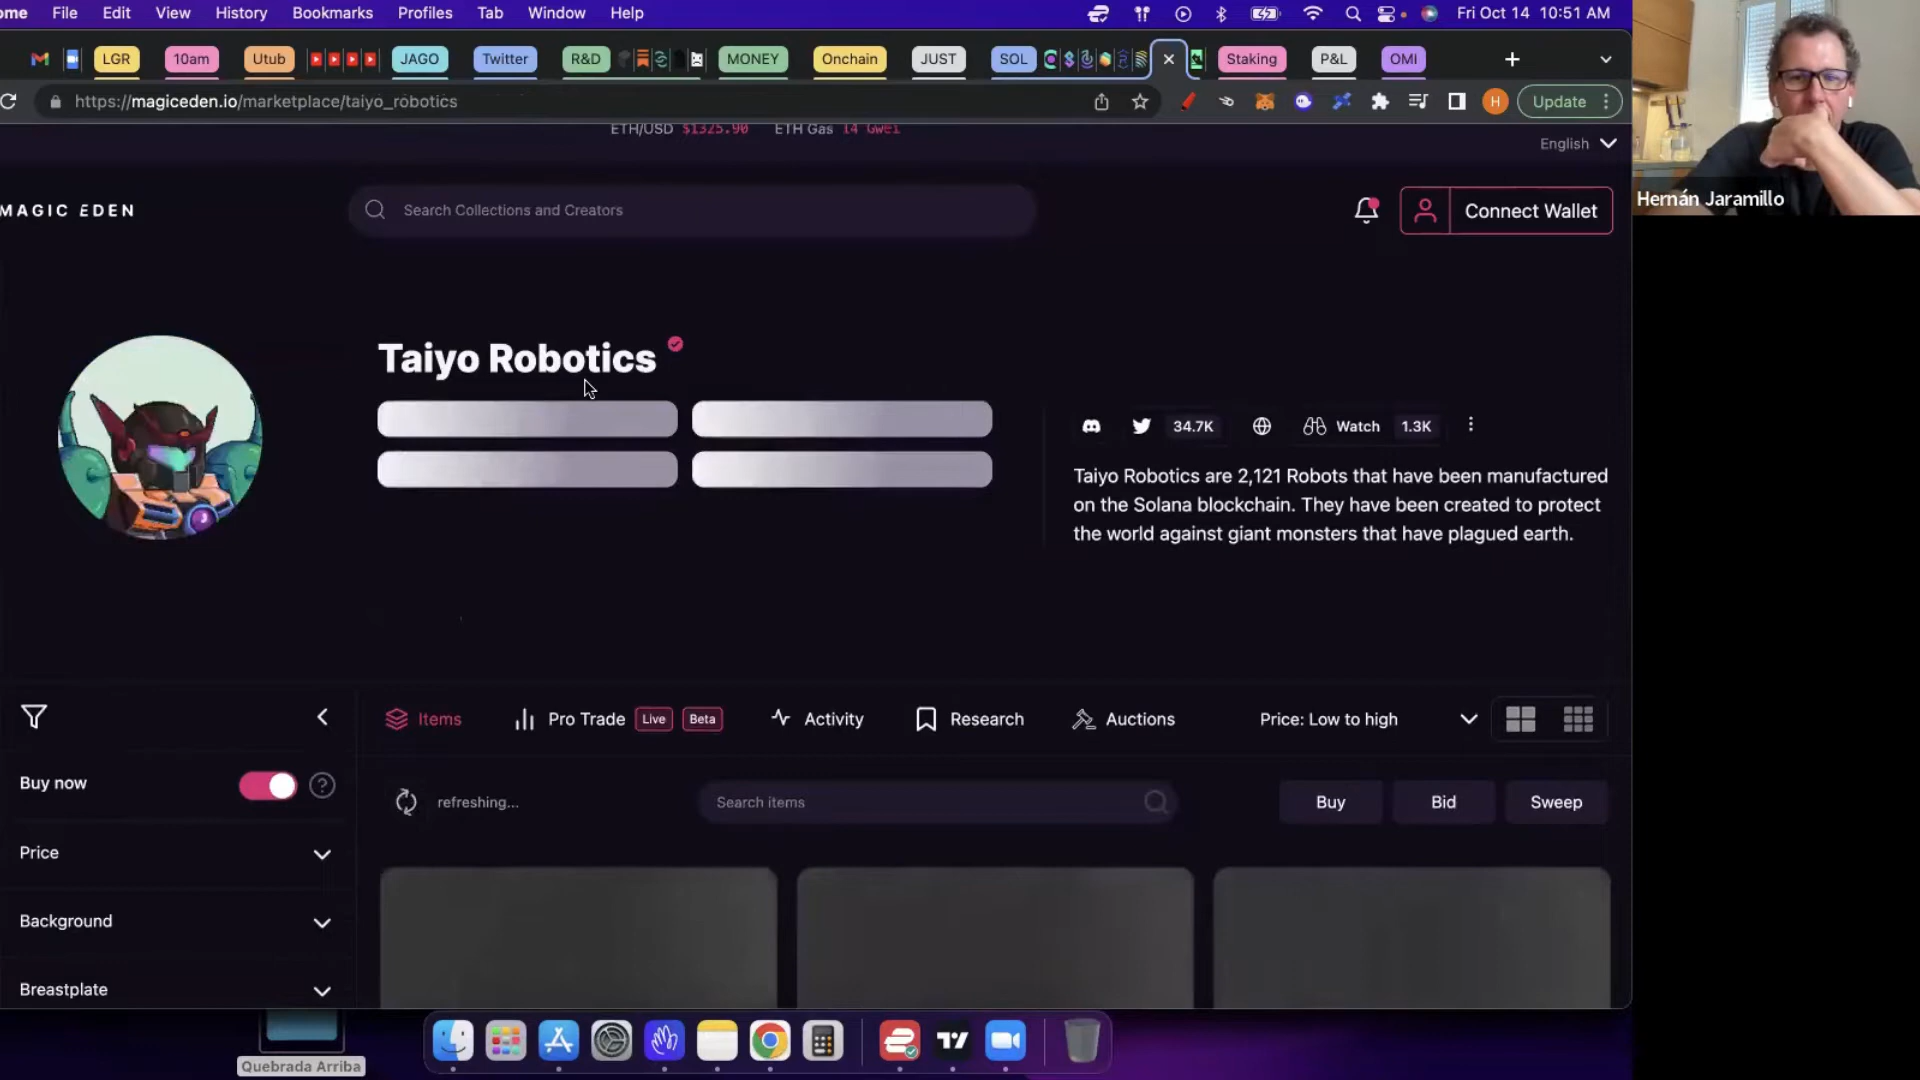 ome File Edit View History Bookmarks Profiles Tab Window Help Fri Oct 14 10:51 AM
LGR 10am Utub JAGO Twitter R&D MONEY Onchain JUST SOL Staking P&L OMI
https://magiceden.io/marketplace/taiyo_robotics H Update
ETH/USD $1325.90 ETH Gas 14 Gwei
English
MAGIC EDEN
Search Collections and Creators
Connect Wallet
Hernán Jaramillo
Taiyo Robotics
34.7K Watch 1.3K
Taiyo Robotics are 2,121 Robots that have been manufactured
on the Solana blockchain. They have been created to protect
the world against giant monsters that have plagued earth.
Items Pro Trade Live Beta Activity Research Auctions Price: Low to high
Buy now ?
refreshing... Search items Buy Bid Sweep
Price
Background
Breastplate
Quebrada Arriba